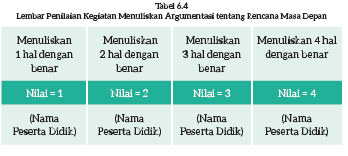 Tabel 6.4
Lembar Penilaian Kegiatan Menuliskan Argumentasi tentang Rencana Masa Depan
Menuliskan
1 hal dengan
benar
Menuliskan
2 hal dengan
benar
Menuliskan
3 hal dengan
benar
Menuliskan 4 hal
dengan benar
Nilai = 1
Nilai = 2
Nilai = 3
Nilai = 4
(Nama
Peserta Didik)
(Nama
Peserta Didik)
(Nama
Peserta Didik)
(Nama
Peserta Didik)